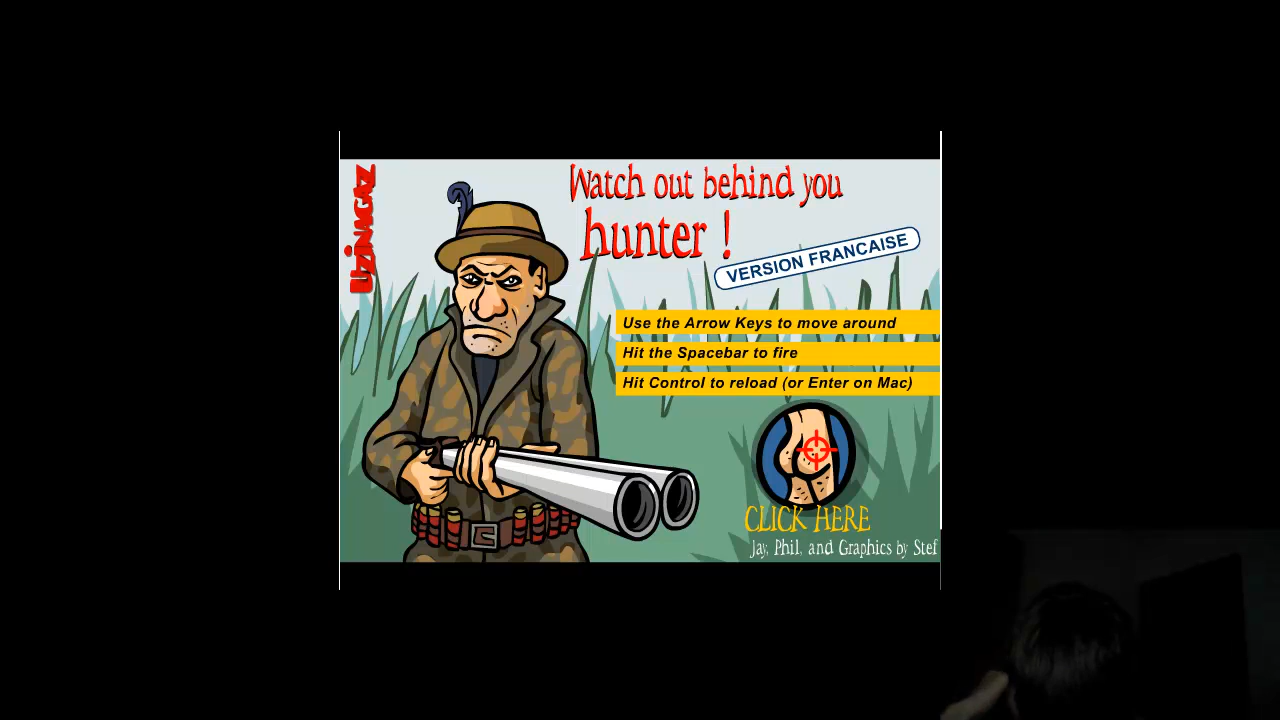 UZINAGAZ
Watch out behind you
hunter !
VERSION FRANCAISE
Use the Arrow Keys to move around
Hit the Spacebar to fire
Hit Control to reload (or Enter on Mac)
CLICK HERE
Jay, Phil, and Graphics by Stef